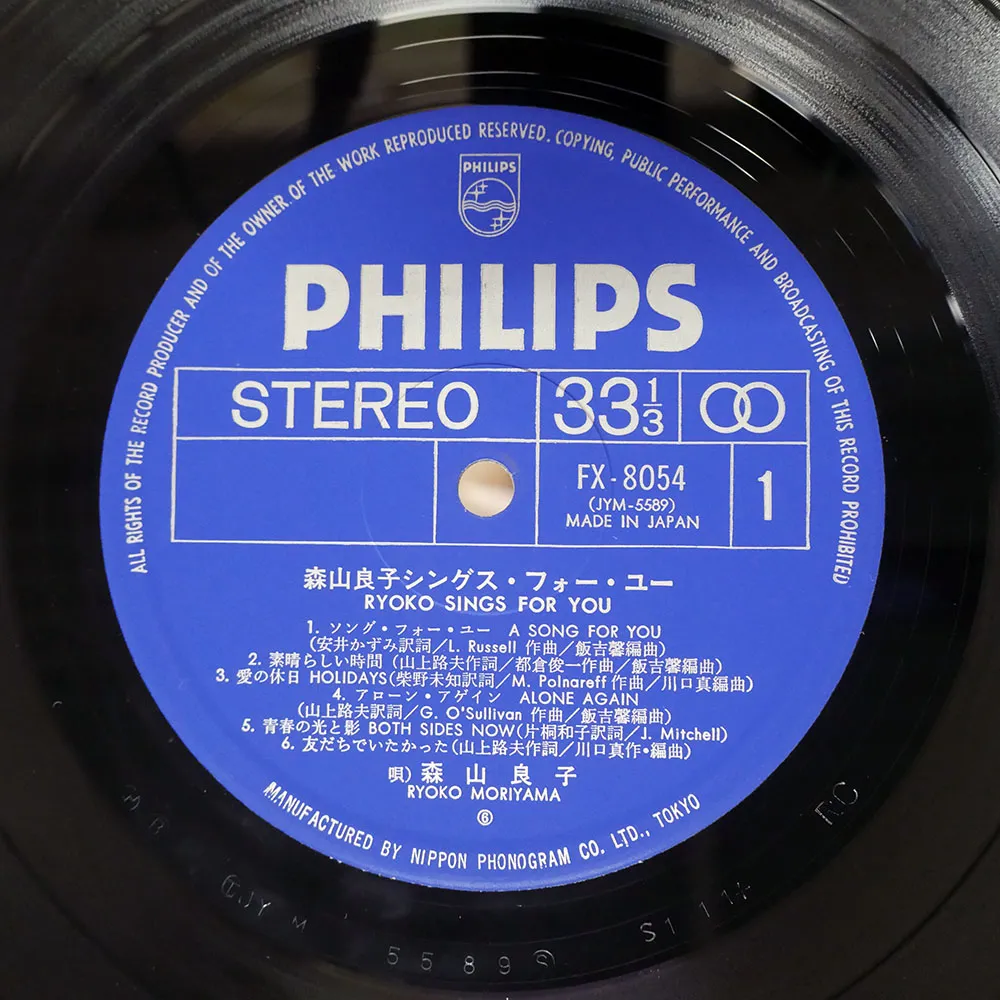 ALL RIGHTS OF THE RECORD PRODUCER AND OF THE OWNER OF THE WORK REPRODUCED RESERVED. COPYING, PUBLIC PERFORMANCE AND BROADCASTING OF THIS RECORD PROHIBITED
PHILIPS
PHILIPS
STEREO 33 1/3
FX-8054
(JYM-5589)
MADE IN JAPAN
1
森山良子シングス・フォー・ユー
RYOKO SINGS FOR YOU
1. ソング・フォー・ユー A SONG FOR YOU
(安井かずみ訳詞/L. Russell 作曲/飯吉馨編曲)
2. 素晴らしい時間 (山上路夫作詞/都倉俊一作曲/飯吉馨編曲)
3. 愛の休日 HOLIDAYS(柴野未知訳詞/M. Polnareff 作曲/川口真編曲)
4. アローン・アゲイン ALONE AGAIN
(山上路夫訳詞/G. O'Sullivan 作曲/飯吉馨編曲)
5. 青春の光と影 BOTH SIDES NOW(片桐和子訳詞/J. Mitchell)
6. 友だちでいたかった(山上路夫作詞/川口真作・編曲)
唄) 森山良子
RYOKO MORIYAMA
⑥
MANUFACTURED BY NIPPON PHONOGRAM CO. LTD., TOKYO
JYM 5589 S1